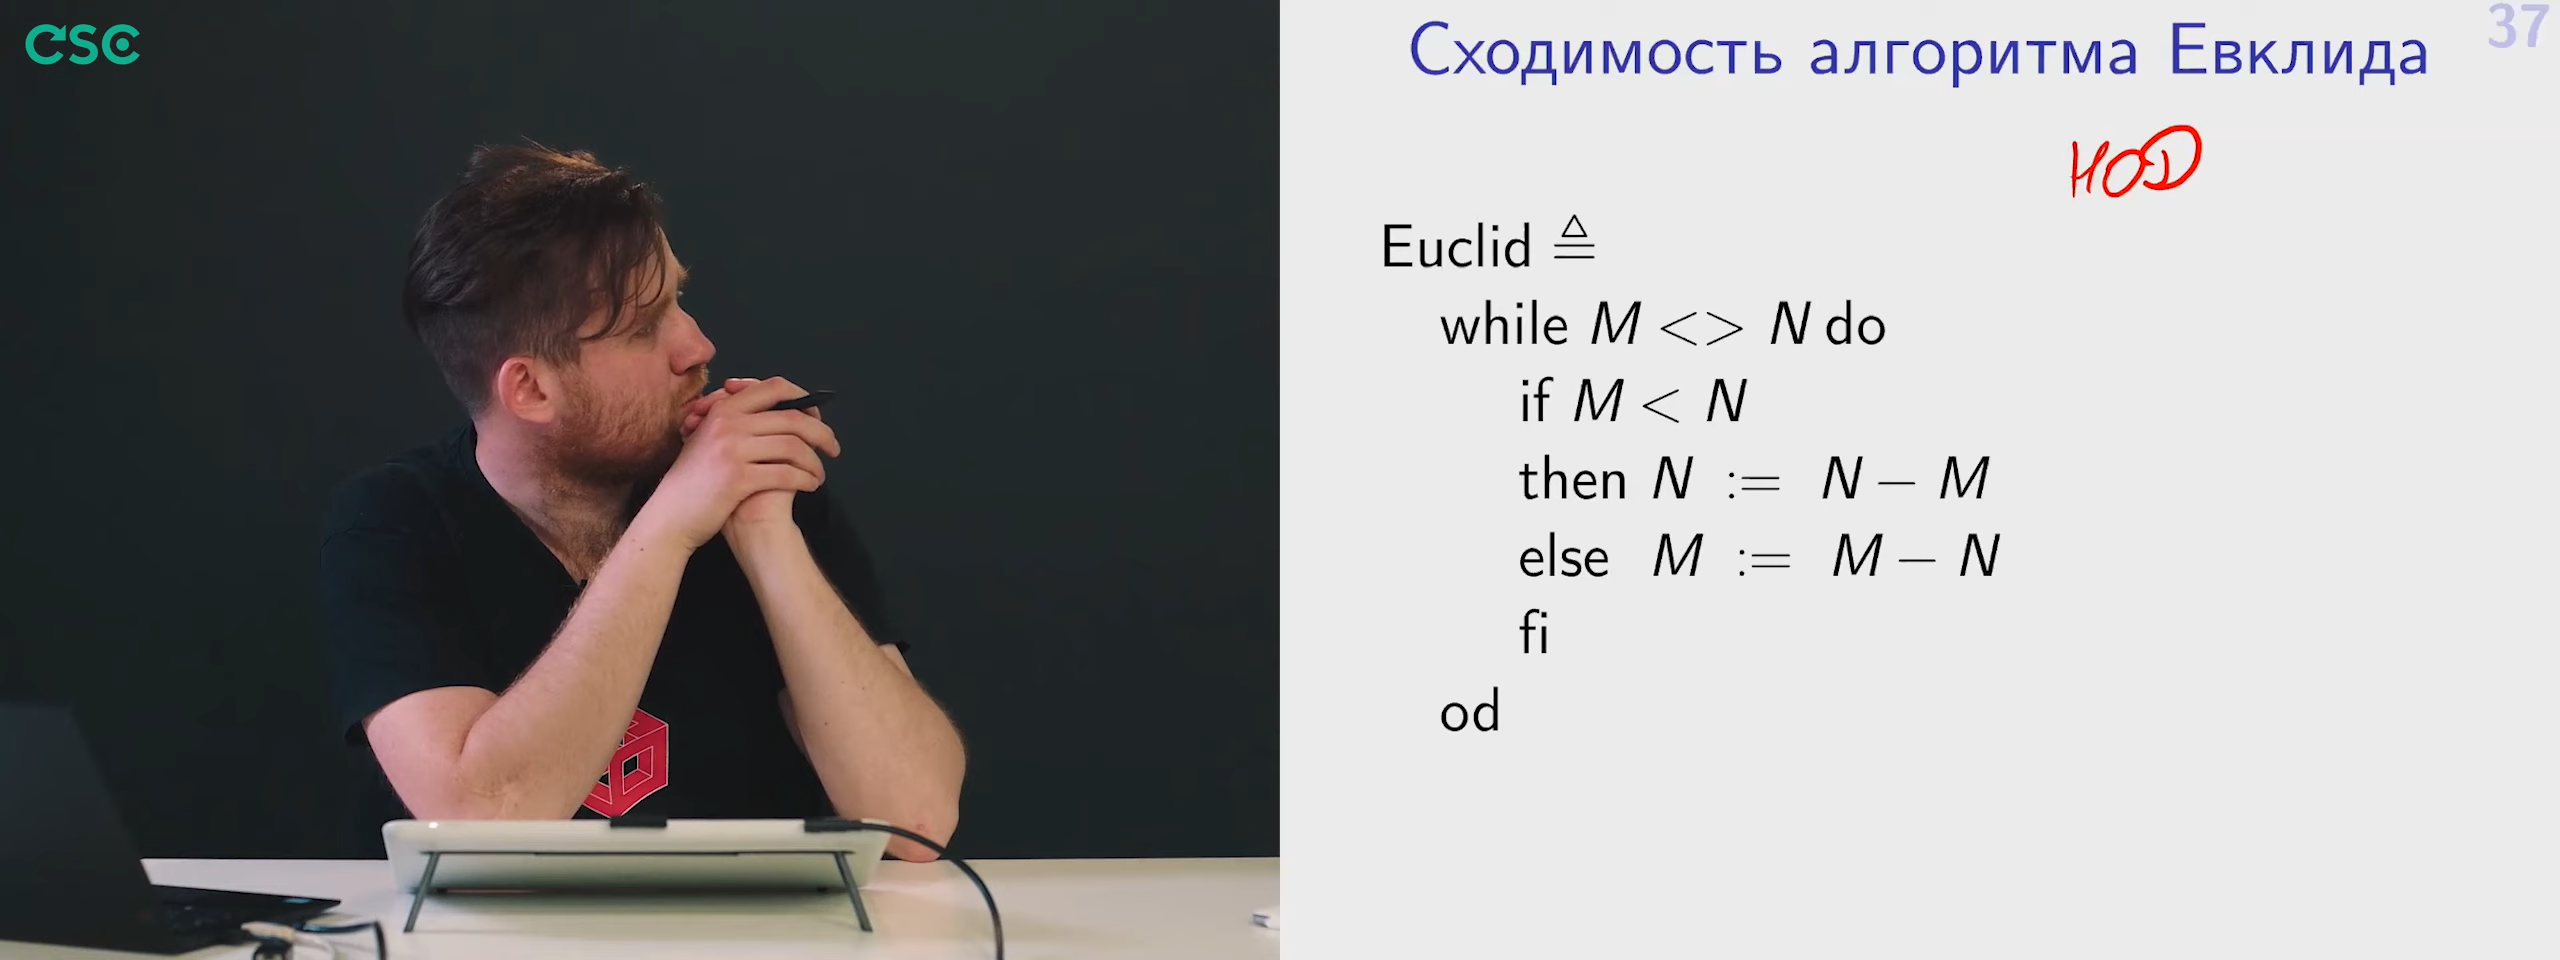 CSC
Сходимость алгоритма Евклида
37
НОД
Euclid ≜
while M <> N do
if M < N
then N := N − M
else M := M − N
fi
od